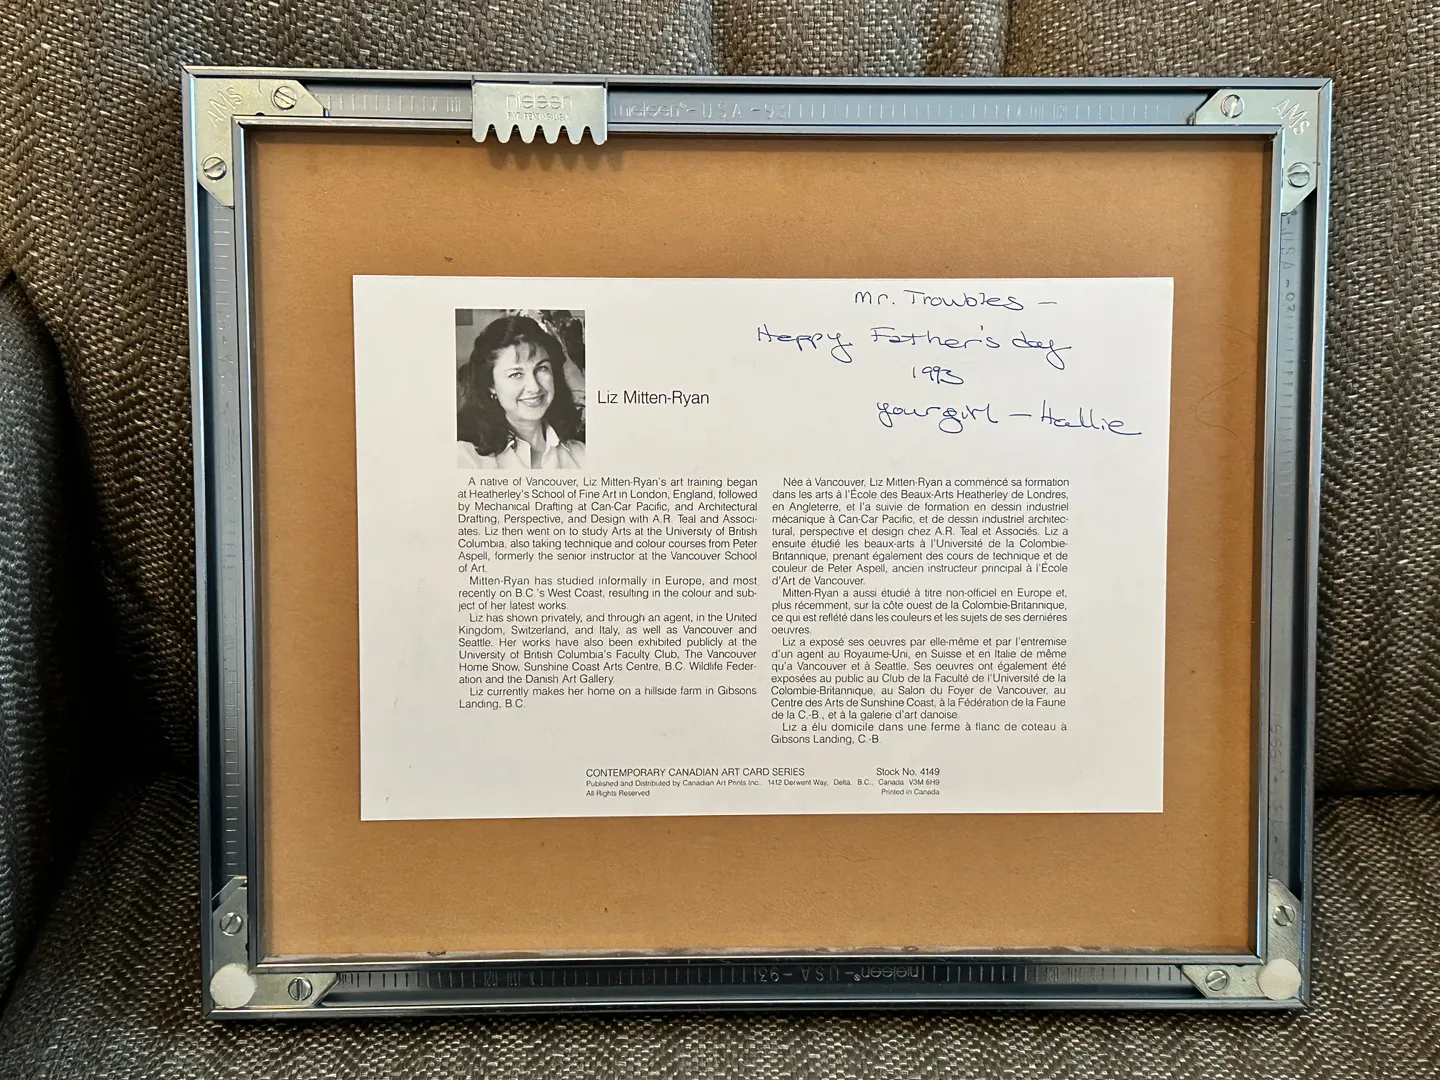 AMS
nielsen
nielsen® - USA - 93
AMS
Mr. Troubles –
Happy Father's day
1993
your girl – Hallie
Liz Mitten-Ryan
A native of Vancouver, Liz Mitten-Ryan's art training began
at Heatherley's School of Fine Art in London, England, followed
by Mechanical Drafting at Can-Car Pacific, and Architectural
Drafting, Perspective, and Design with A.R. Teal and Associ-
ates. Liz then went on to study Arts at the University of British
Columbia, also taking technique and colour courses from Peter
Aspell, formerly the senior instructor at the Vancouver School
of Art.
Mitten-Ryan has studied informally in Europe, and most
recently on B.C.'s West Coast, resulting in the colour and sub-
ject of her latest works.
Liz has shown privately, and through an agent, in the United
Kingdom, Switzerland, and Italy, as well as Vancouver and
Seattle. Her works have also been exhibited publicly at the
University of British Columbia's Faculty Club, The Vancouver
Home Show, Sunshine Coast Arts Centre, B.C. Wildlife Feder-
ation and the Danish Art Gallery.
Liz currently makes her home on a hillside farm in Gibsons
Landing, B.C.
Née à Vancouver, Liz Mitten-Ryan a commencé sa formation
dans les arts à l'École des Beaux-Arts Heatherley de Londres,
en Angleterre, et l'a suivie de formation en dessin industriel
mécanique à Can-Car Pacific, et de dessin industriel architec-
tural, perspective et design chez A.R. Teal et Associés. Liz a
ensuite étudié les beaux-arts à l'Université de la Colombie-
Britannique, prenant également des cours de technique et de
couleur de Peter Aspell, ancien instructeur principal à l'École
d'Art de Vancouver.
Mitten-Ryan a aussi étudié à titre non-officiel en Europe et,
plus récemment, sur la côte ouest de la Colombie-Britannique,
ce qui est reflété dans les couleurs et les sujets de ses derniéres
oeuvres.
Liz a exposé ses oeuvres par elle-même et par l'entremise
d'un agent au Royaume-Uni, en Suisse et en Italie de même
qu'a Vancouver et à Seattle. Ses oeuvres ont également été
exposées au public au Club de la Faculté de l'Université de la
Colombie-Britannique, au Salon du Foyer de Vancouver, au
Centre des Arts de Sunshine Coast, à la Fédération de la Faune
de la C.-B., et à la galerie d'art danoise.
Liz a élu domicile dans une ferme à flanc de coteau à
Gibsons Landing, C.-B.
CONTEMPORARY CANADIAN ART CARD SERIES
Published and Distributed by Canadian Art Prints Inc. 1412 Derwent Way, Delta, B.C., Canada V3M 6H9
All Rights Reserved
Stock No. 4149
Printed in Canada
nielsen® - USA - 93